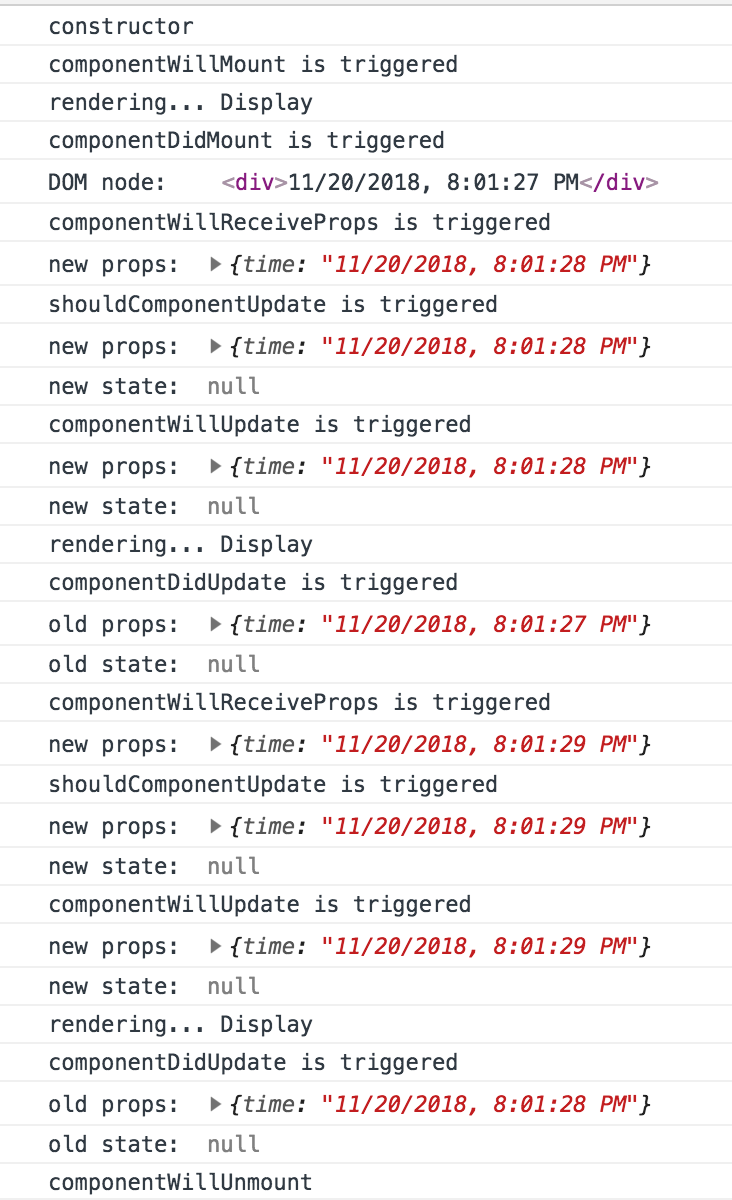 constructor
componentWillMount is triggered
rendering... Display
componentDidMount is triggered
DOM node: <div>11/20/2018, 8:01:27 PM</div>
componentWillReceiveProps is triggered
new props: ▶{time: "11/20/2018, 8:01:28 PM"}
shouldComponentUpdate is triggered
new props: ▶{time: "11/20/2018, 8:01:28 PM"}
new state: null
componentWillUpdate is triggered
new props: ▶{time: "11/20/2018, 8:01:28 PM"}
new state: null
rendering... Display
componentDidUpdate is triggered
old props: ▶{time: "11/20/2018, 8:01:27 PM"}
old state: null
componentWillReceiveProps is triggered
new props: ▶{time: "11/20/2018, 8:01:29 PM"}
shouldComponentUpdate is triggered
new props: ▶{time: "11/20/2018, 8:01:29 PM"}
new state: null
componentWillUpdate is triggered
new props: ▶{time: "11/20/2018, 8:01:29 PM"}
new state: null
rendering... Display
componentDidUpdate is triggered
old props: ▶{time: "11/20/2018, 8:01:28 PM"}
old state: null
componentWillUnmount